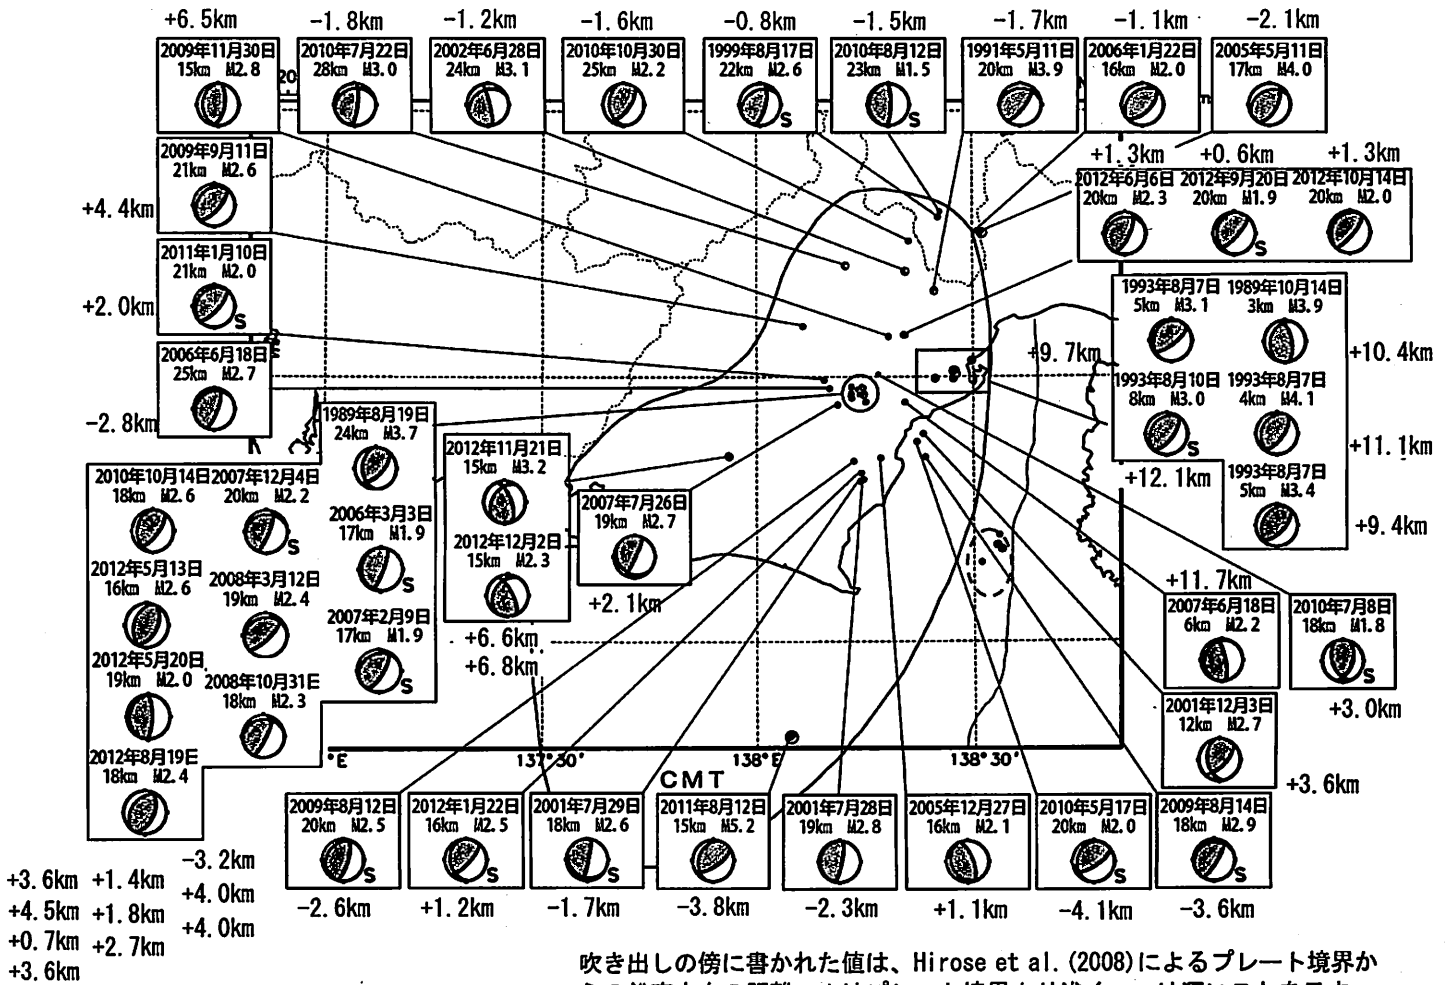 +6.5km -1.8km -1.2km -1.6km -0.8km -1.5km -1.7km -1.1km -2.1km
2009年11月30日
15km M2.8
2010年7月22日
28km M3.0
2002年6月28日
24km M3.1
2010年10月30日
25km M2.2
1999年8月17日
22km M2.6
S
2010年8月12日
23km M1.5
S
1991年5月11日
20km M3.9
2006年1月22日
16km M2.0
2005年5月11日
17km M4.0
2009年9月11日
21km M2.6
+4.4km
2011年1月10日
21km M2.0
S
+2.0km
2006年6月18日
25km M2.7
-2.8km
+1.3km +0.6km +1.3km
2012年6月6日 2012年9月20日 2012年10月14日
20km M2.3 20km M1.9 20km M2.0
S
1993年8月7日 1989年10月14日
5km M3.1 3km M3.9
+9.7km
+10.4km
1993年8月10日 1993年8月7日
8km M3.0 4km M4.1
S
+11.1km
+12.1km
1993年8月7日
5km M3.4
+9.4km
1989年8月19日
24km M3.7
2006年3月3日
17km M1.9
S
2007年2月9日
17km M1.9
S
2010年10月14日 2007年12月4日
18km M2.6 20km M2.2
S
2012年5月13日
16km M2.6
2008年3月12日
19km M2.4
2012年5月20日
19km M2.0
2008年10月31日
18km M2.3
2012年8月19日
18km M2.4
2012年11月21日
15km M3.2
2012年12月2日
15km M2.3
+6.6km
+6.8km
2007年7月26日
19km M2.7
+2.1km
+11.7km
2007年6月18日
6km M2.2
2010年7月8日
18km M1.8
S
+3.0km
2001年12月3日
12km M2.7
+3.6km
°E 137°30' 138°E 138°30'
CMT
2009年8月12日
20km M2.5
S
-2.6km
2012年1月22日
16km M2.5
S
+1.2km
2001年7月29日
18km M2.6
S
-1.7km
2011年8月12日
15km M5.2
-3.8km
2001年7月28日
19km M2.8
-2.3km
2005年12月27日
16km M2.1
+1.1km
2010年5月17日
20km M2.0
S
-4.1km
2009年8月14日
18km M2.9
S
-3.6km
+3.6km +1.4km -3.2km
+4.5km +1.8km +4.0km
+0.7km +2.7km +4.0km
+3.6km
吹き出しの傍に書かれた値は、Hirose et al.(2008)によるプレート境界か